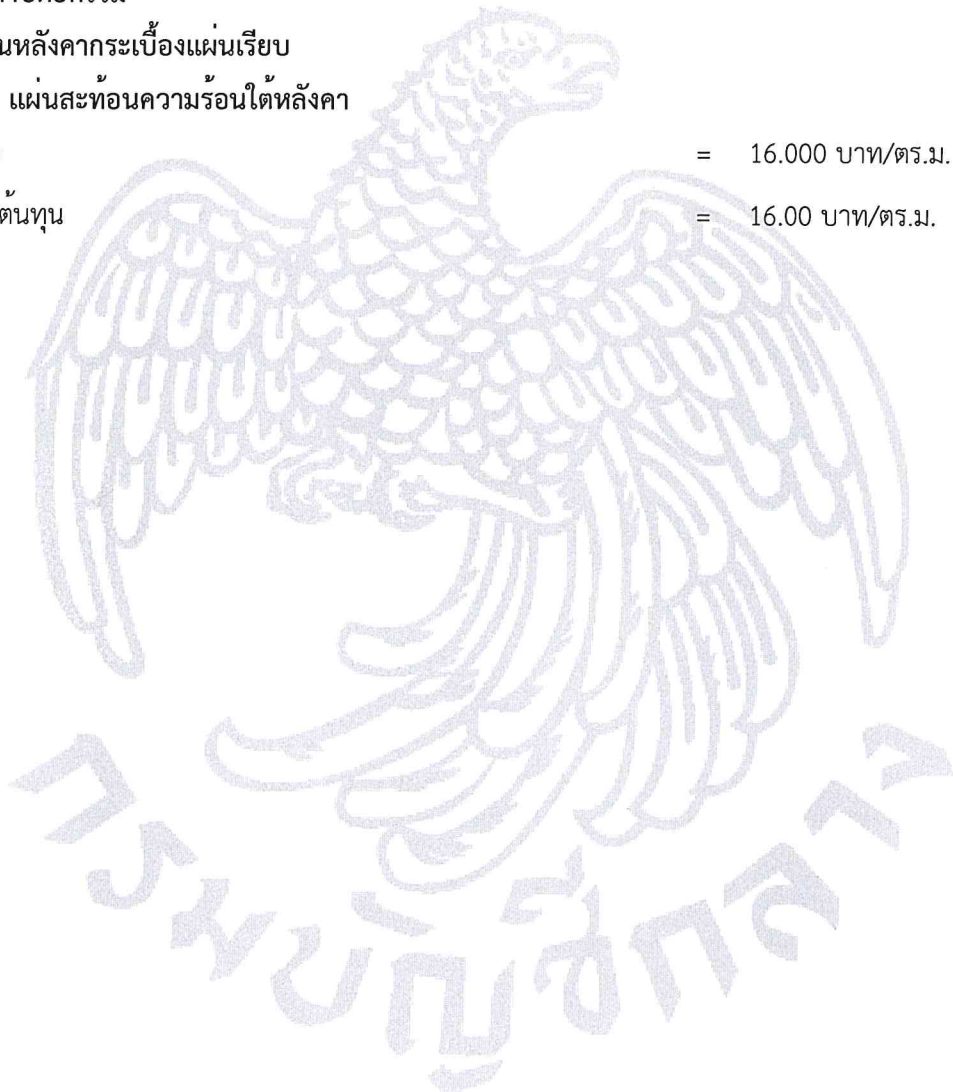 นหลังคากระเบื้องแผ่นเรียบ
แผ่นสะท้อนความร้อนใต้หลังคา
= 16.000 บาท/ตร.ม.
ต้นทุน = 16.00 บาท/ตร.ม.
กรมบัญชีกลาง